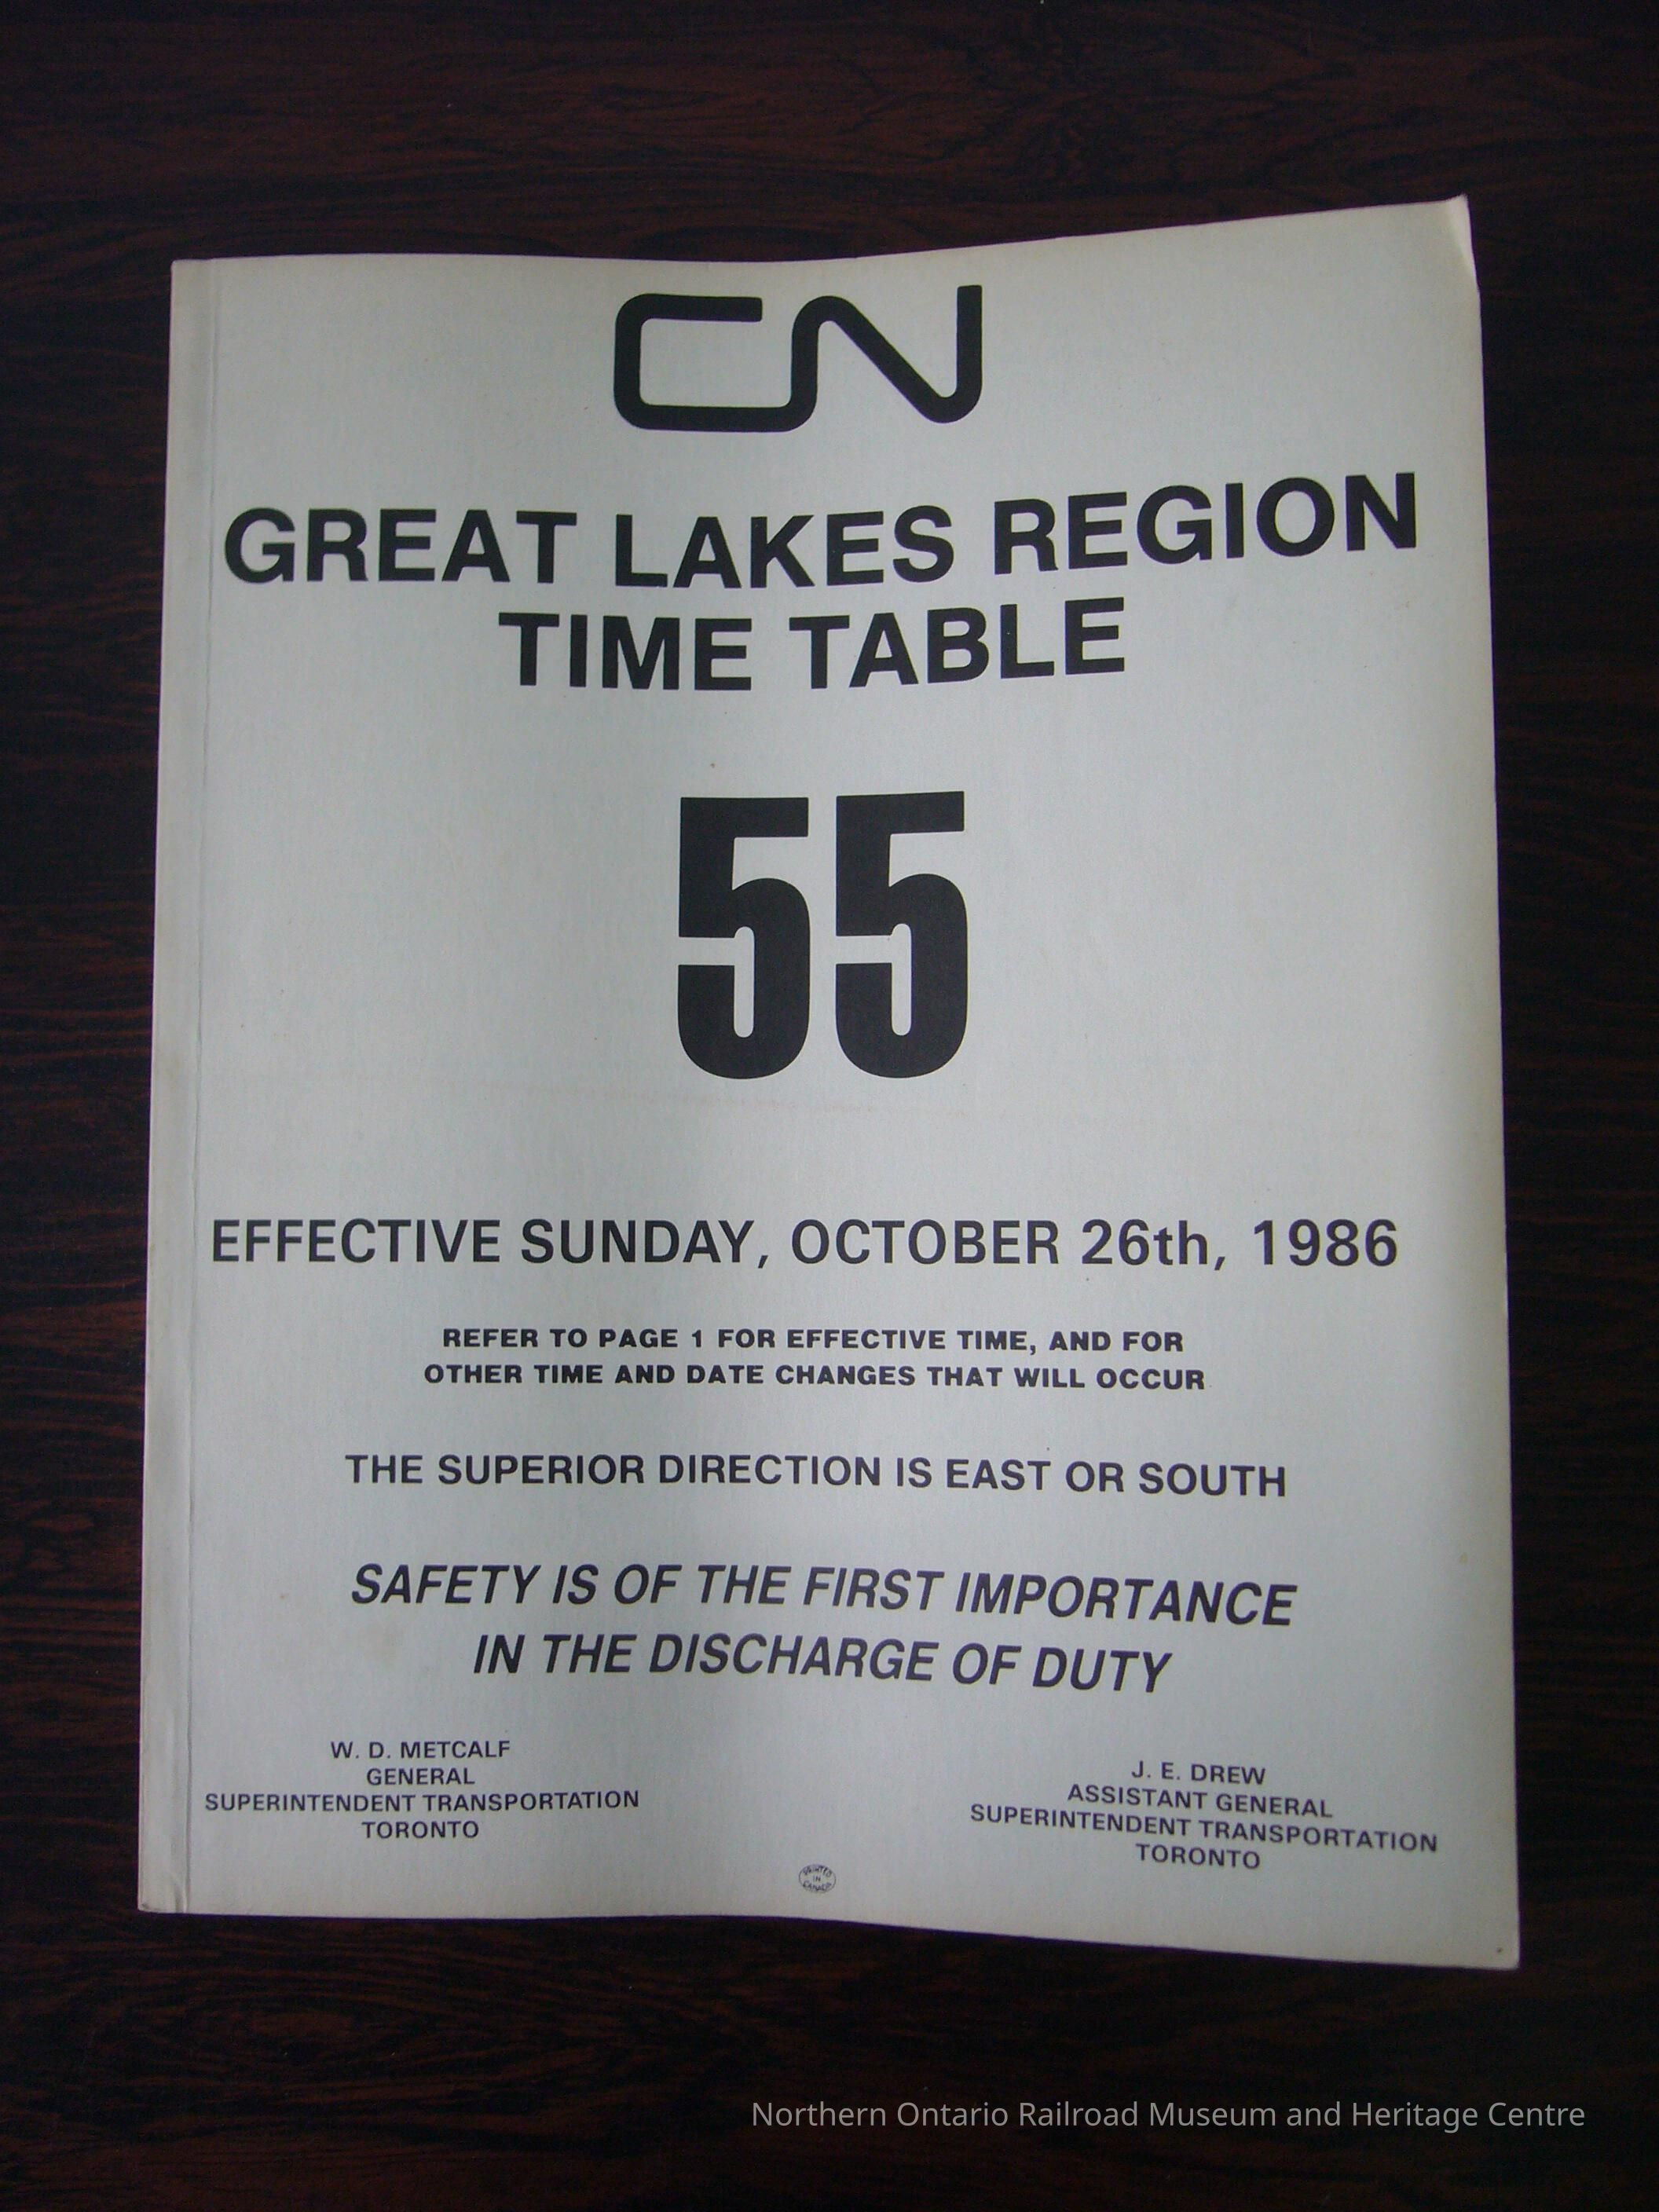 CN
GREAT LAKES REGION
TIME TABLE
55
EFFECTIVE SUNDAY, OCTOBER 26th, 1986
REFER TO PAGE 1 FOR EFFECTIVE TIME, AND FOR
OTHER TIME AND DATE CHANGES THAT WILL OCCUR
THE SUPERIOR DIRECTION IS EAST OR SOUTH
SAFETY IS OF THE FIRST IMPORTANCE
IN THE DISCHARGE OF DUTY
W. D. METCALF
GENERAL
SUPERINTENDENT TRANSPORTATION
TORONTO
J. E. DREW
ASSISTANT GENERAL
SUPERINTENDENT TRANSPORTATION
TORONTO
PRINTED
IN
CANADA
Northern Ontario Railroad Museum and Heritage Centre